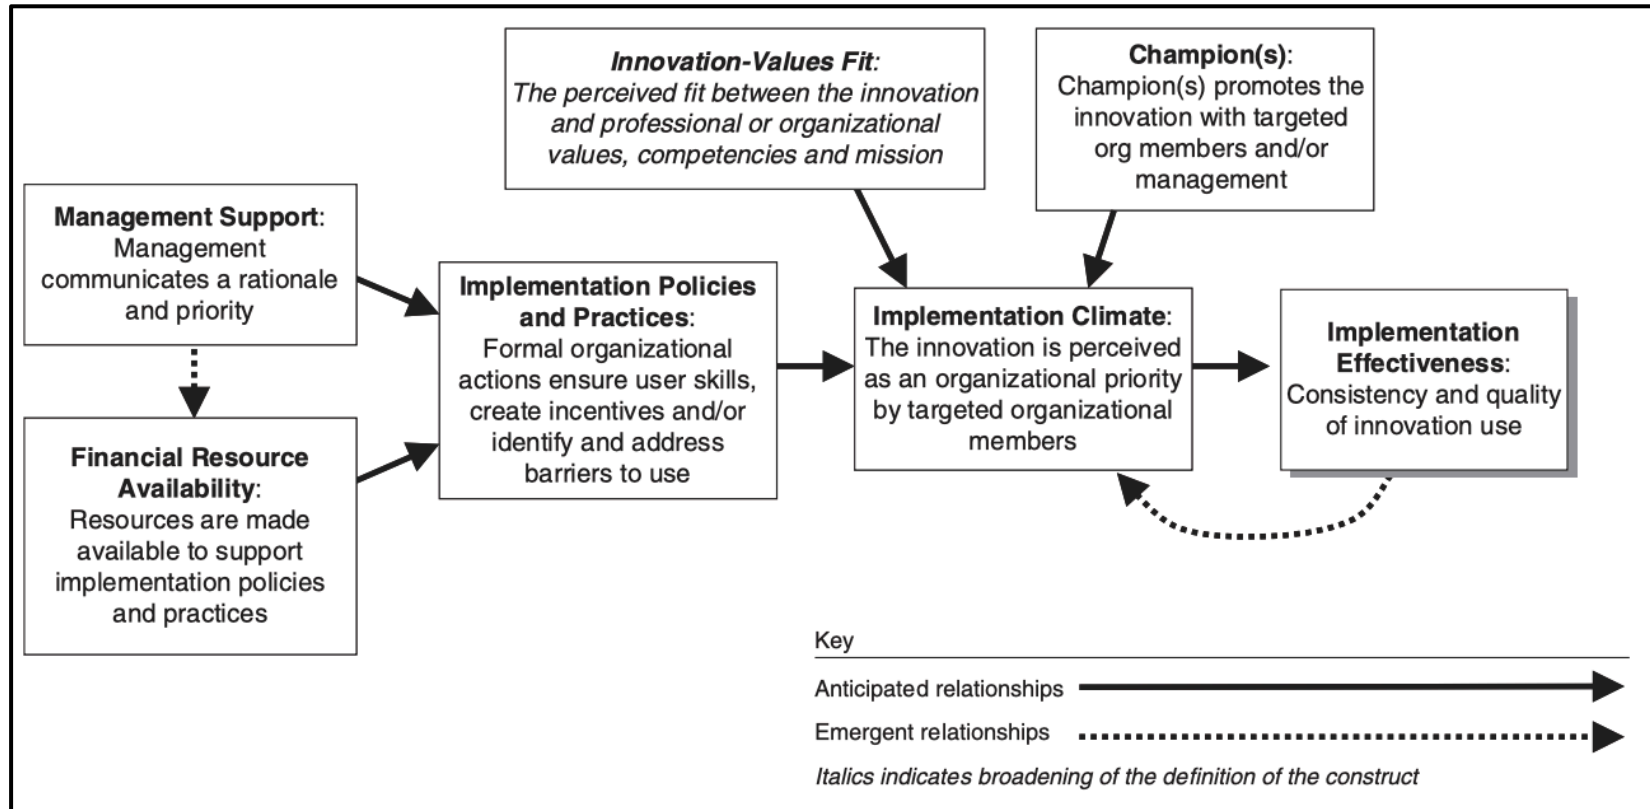 Innovation-Values Fit:
The perceived fit between the innovation
and professional or organizational
values, competencies and mission
Champion(s):
Champion(s) promotes the
innovation with targeted
org members and/or
management
Management Support:
Management
communicates a rationale
and priority
Implementation Policies
and Practices:
Formal organizational
actions ensure user skills,
create incentives and/or
identify and address
barriers to use
Implementation Climate:
The innovation is perceived
as an organizational priority
by targeted organizational
members
Implementation
Effectiveness:
Consistency and quality
of innovation use
Financial Resource
Availability:
Resources are made
available to support
implementation policies
and practices
Key
Anticipated relationships
Emergent relationships
Italics indicates broadening of the definition of the construct